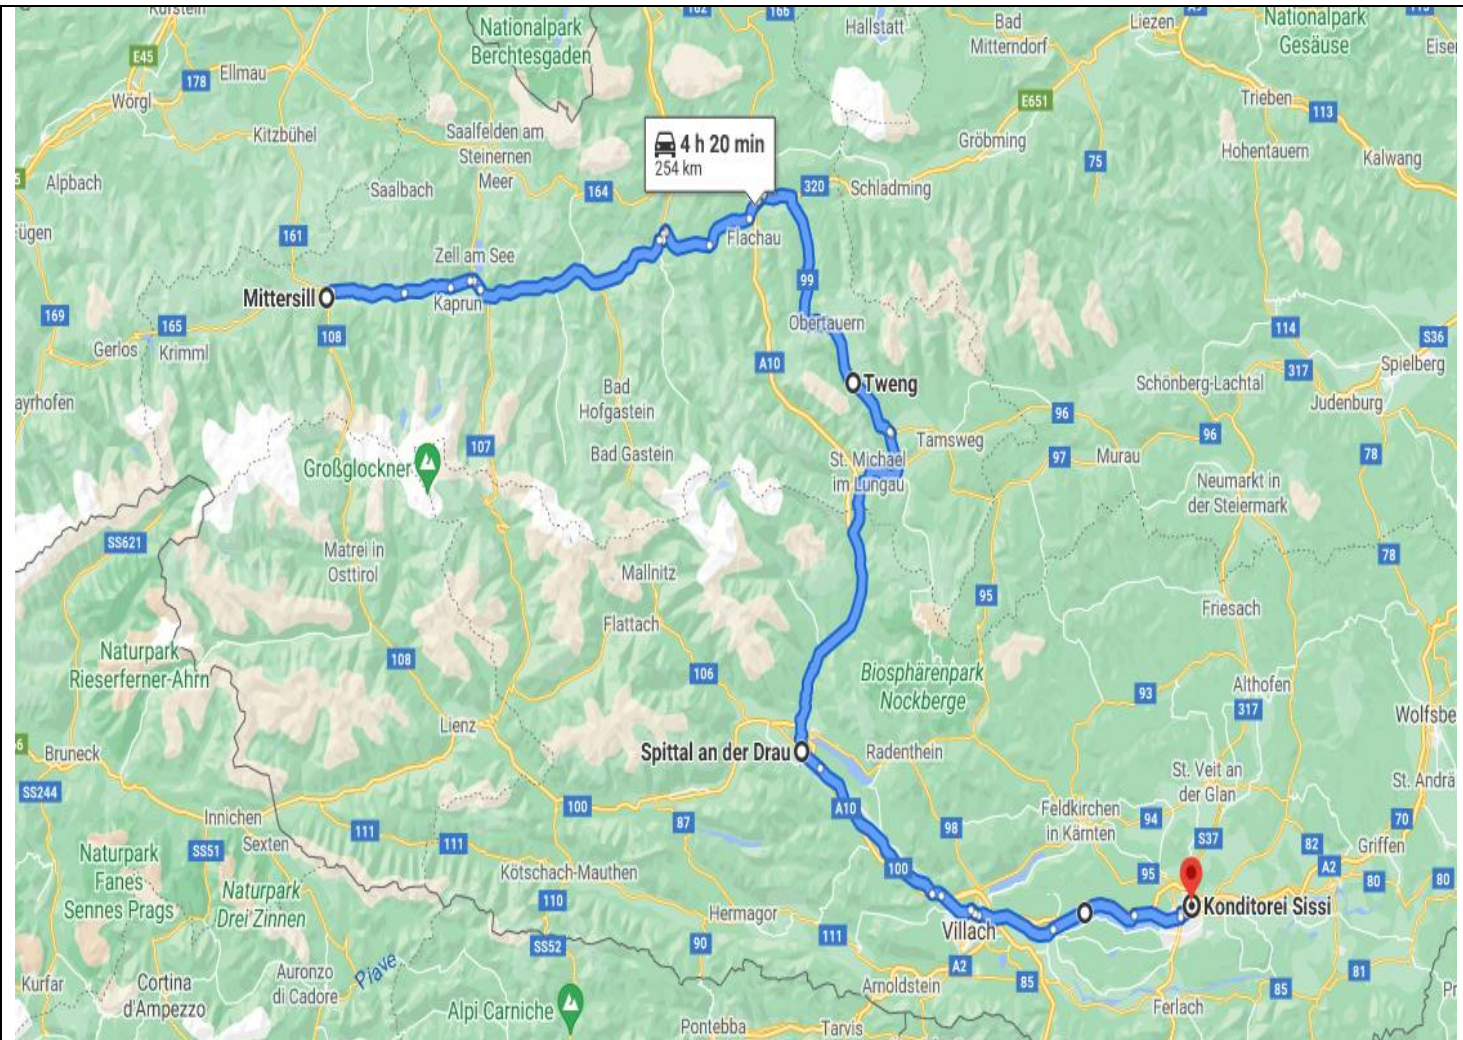 Kufstein
Nationalpark
Berchtesgaden
162
166
Hallstatt
Bad
Mitterndorf
Liezen
A9
Nationalpark
Gesäuse
113
E45
178
Ellmau
Wörgl
Kitzbühel
Saalfelden am
Steinernen
Meer
E651
Trieben
113
Gröbming
75
Hohentauern
Kalwang
4 h 20 min
254 km
Alpbach
Saalbach
164
320
Schladming
161
Zell am See
Flachau
Mittersill
Kaprun
99
169
165
Gerlos
Krimml
108
Obertauern
114
S36
A10
317
Spielberg
Tweng
Schönberg-Lachtal
Judenburg
Bad
Hofgastein
96
96
Tamsweg
107
Großglockner
Bad Gastein
St. Michael
im Lungau
97
Murau
78
Neumarkt in
der Steiermark
SS621
Matrei in
Osttirol
Mallnitz
78
95
Friesach
Flattach
Naturpark
Rieserferner-Ahrn
108
106
Biosphärenpark
Nockberge
93
Althofen
317
Lienz
Bruneck
Spittal an der Drau
Radenthein
St. Veit an
der Glan
St. Andrä
SS244
100
A10
Feldkirchen
in Kärnten
94
70
Innichen
111
111
87
98
S37
82
Griffen
Sexten
SS51
A2
Naturpark
Fanes
Sennes Prags
Naturpark
Drei Zinnen
Kötschach-Mauthen
100
95
80
80
110
Hermagor
Konditorei Sissi
SS52
90
111
Villach
A2
85
81
Kurfar
Cortina
d'Ampezzo
Auronzo
di Cadore
Piave
Arnoldstein
85
Alpi Carniche
Ferlach
Pontebba
Tarvis